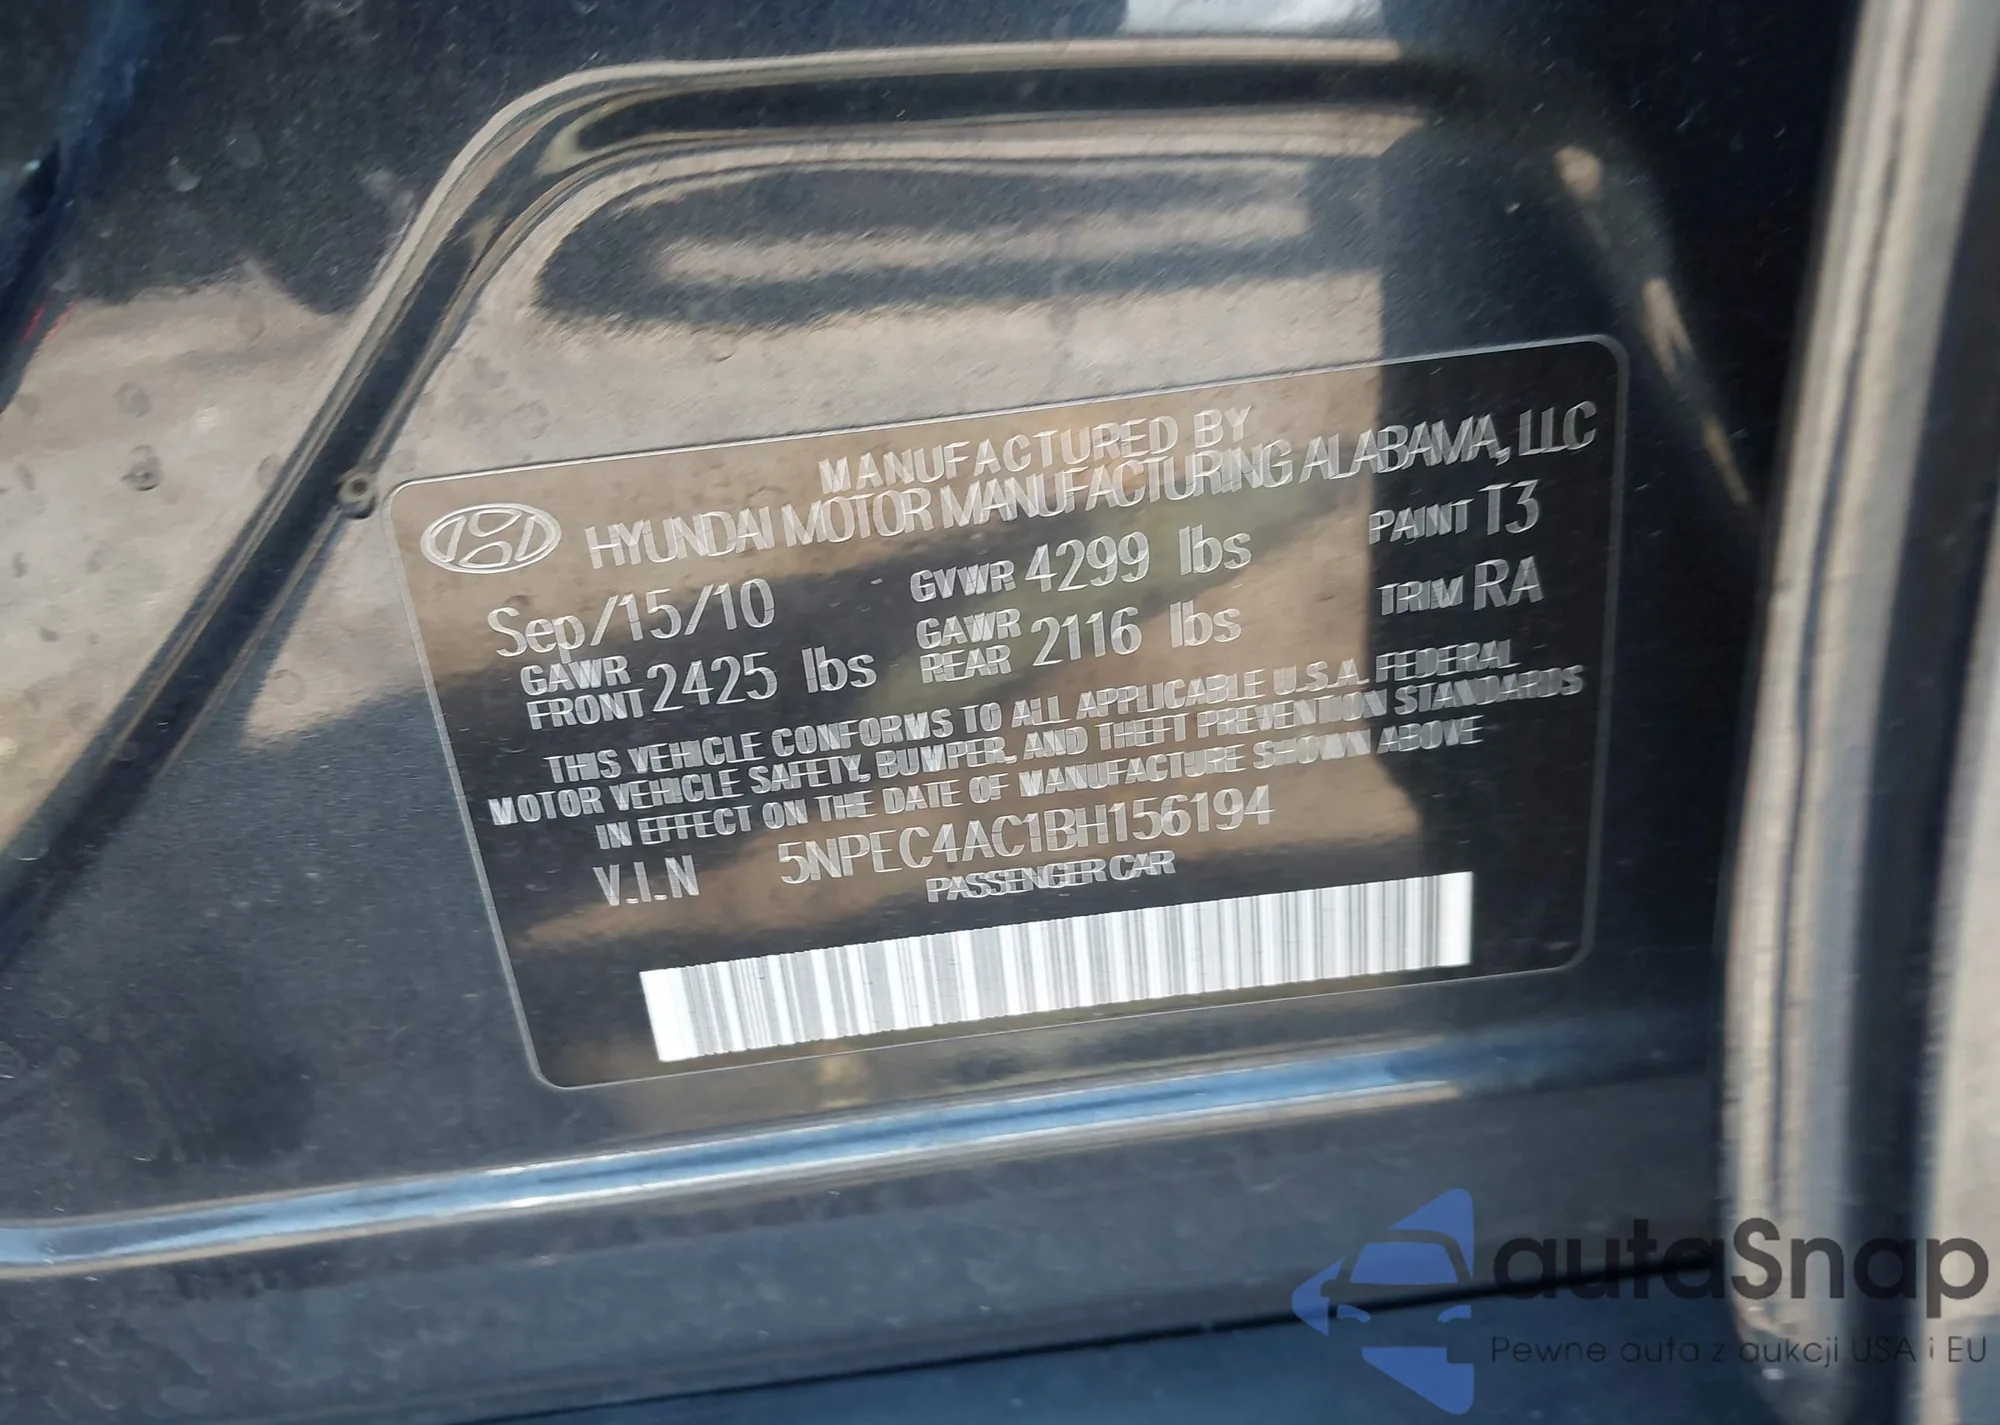 MANUFACTURED BY
HYUNDAI MOTOR MANUFACTURING ALABAMA, LLC
Sep/15/10 GVWR 4299 lbs PAINT T3
GAWR FRONT 2425 lbs GAWR REAR 2116 lbs TRIM RA
THIS VEHICLE CONFORMS TO ALL APPLICABLE U.S.A. FEDERAL
MOTOR VEHICLE SAFETY, BUMPER, AND THEFT PREVENTION STANDARDS
IN EFFECT ON THE DATE OF MANUFACTURE SHOWN ABOVE
V.I.N 5NPEC4AC1BH156194
PASSENGER CAR
autaSnap
Pewne auta z aukcji USA i EU